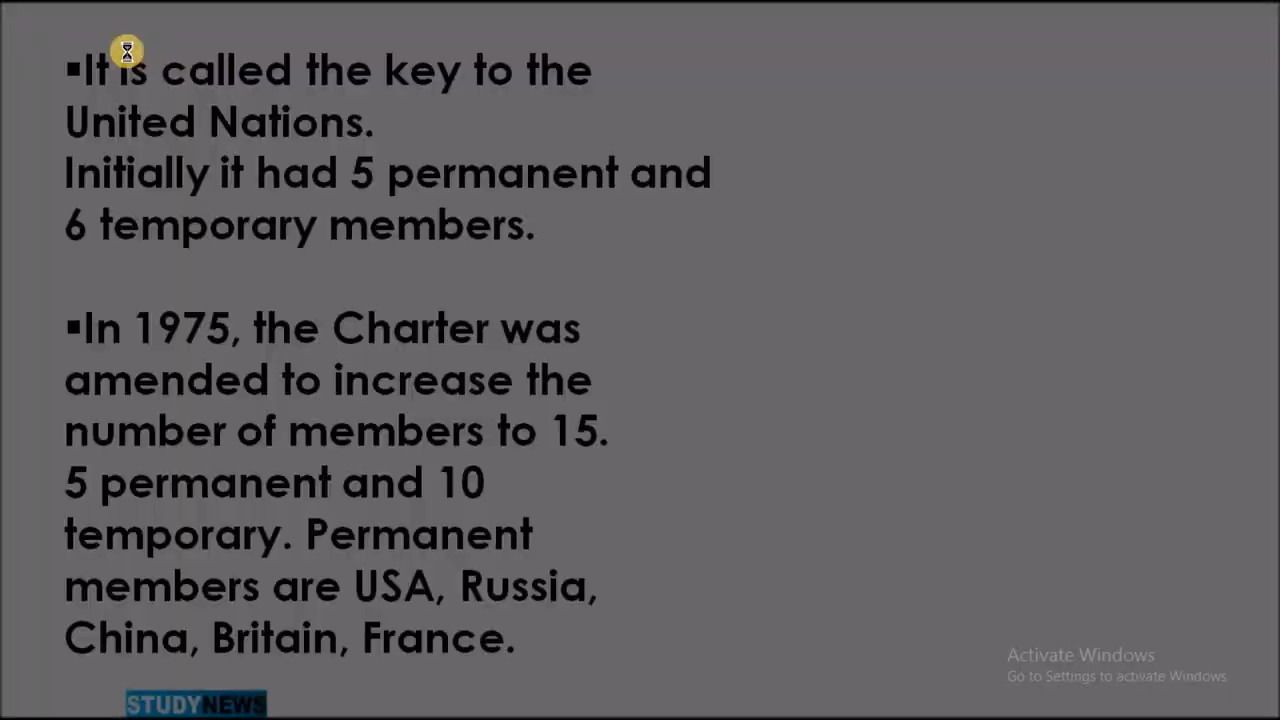 ▪It is called the key to the
United Nations.
Initially it had 5 permanent and
6 temporary members.
▪In 1975, the Charter was
amended to increase the
number of members to 15.
5 permanent and 10
temporary. Permanent
members are USA, Russia,
China, Britain, France.
Activate Windows
Go to Settings to activate Windows.
STUDYNEWS